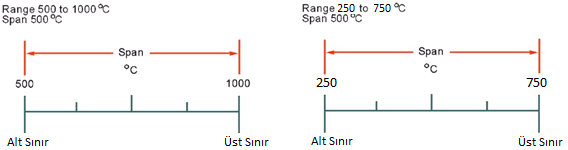 Range 500 to 1000 °C
Span 500 °C
Span
°C
500
1000
Alt Sınır
Üst Sınır
Range 250 to 750 °C
Span 500 °C
Span
°C
250
750
Alt Sınır
Üst Sınır